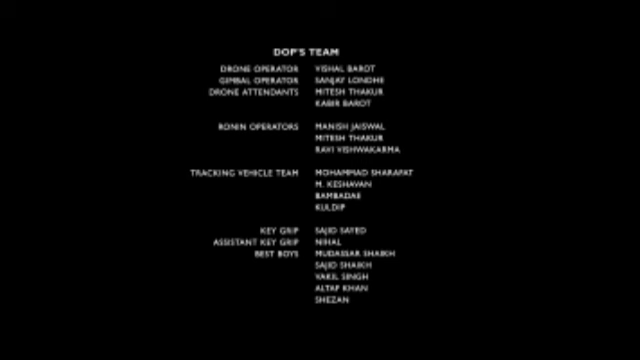 DOP'S TEAM
DRONE OPERATOR VISHAL BAROT
GIMBAL OPERATOR SANJAY LONDHE
DRONE ATTENDANTS MITESH THAKUR
KABIR BAROT
RONIN OPERATORS MANISH JAISWAL
MITESH THAKUR
RAVI VISHWAKARMA
TRACKING VEHICLE TEAM MOHAMMAD SHARAFAT
M. KESHAVAN
BAMBADAE
KULDIP
KEY GRIP SAJID SAYED
ASSISTANT KEY GRIP NIHAL
BEST BOYS MUDASSAR SHAIKH
SAJID SHAIKH
VAKIL SINGH
ALTAF KHAN
SHEZAN